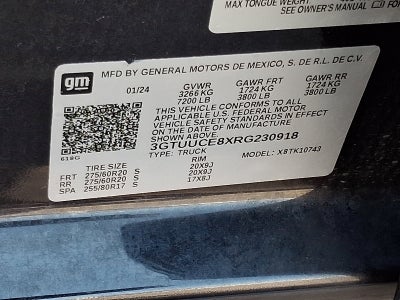 MAX TONGUE WEIGHT
SEE OWNER'S MANUAL FOR
gm
MFD BY GENERAL MOTORS DE MEXICO, S. DE R.L. DE C.V.
01/24 GVWR GAWR FRT GAWR RR
3266 KG 1724 KG 1724 KG
7200 LB 3800 LB 3800 LB
THIS VEHICLE CONFORMS TO ALL
APPLICABLE U.S. FEDERAL MOTOR
VEHICLE SAFETY STANDARDS IN EFFECT
ON THE DATE OF MANUFACTURE
SHOWN ABOVE.
3GTUUCE8XRG230918
619G TYPE: TRUCK MODEL: X8TK10743
TIRE SIZE RIM
FRT 275/60R20 S 20X9J
RR 275/60R20 S 20X9J
SPA 255/80R17 S 17X8J